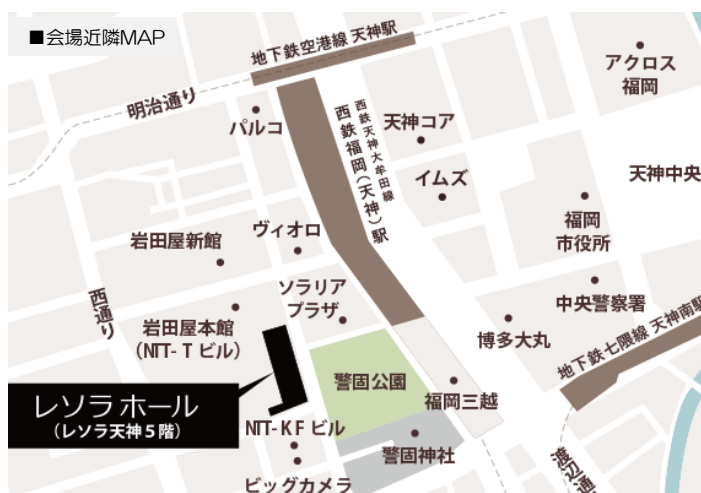 ■会場近隣MAP
地下鉄空港線 天神駅
アクロス
福岡
明治通り
パルコ
天神コア
西鉄天神大牟田線
西鉄福岡(天神)駅
イムズ
天神中央
福岡
市役所
ヴィオロ
岩田屋新館
ソラリア
プラザ
中央警察署
西通り
岩田屋本館
(NTT-Tビル)
博多大丸
地下鉄七隈線 天神南駅
警固公園
レソラホール
(レソラ天神5階)
福岡三越
NTT-KFビル
警固神社
渡辺通
ビッグカメラ